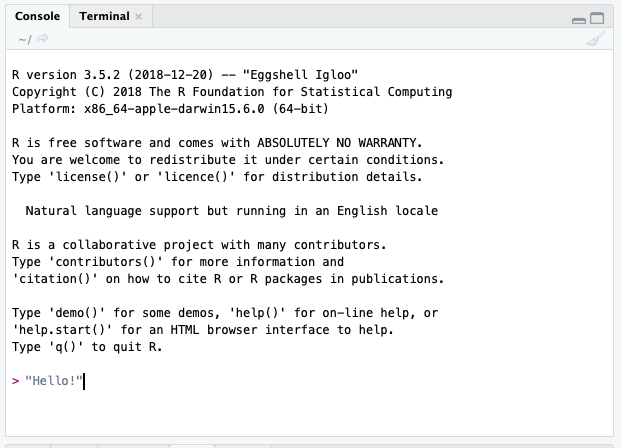 Console Terminal ×
~/
R version 3.5.2 (2018-12-20) -- "Eggshell Igloo"
Copyright (C) 2018 The R Foundation for Statistical Computing
Platform: x86_64-apple-darwin15.6.0 (64-bit)
R is free software and comes with ABSOLUTELY NO WARRANTY.
You are welcome to redistribute it under certain conditions.
Type 'license()' or 'licence()' for distribution details.
Natural language support but running in an English locale
R is a collaborative project with many contributors.
Type 'contributors()' for more information and
'citation()' on how to cite R or R packages in publications.
Type 'demo()' for some demos, 'help()' for on-line help, or
'help.start()' for an HTML browser interface to help.
Type 'q()' to quit R.
> "Hello!"